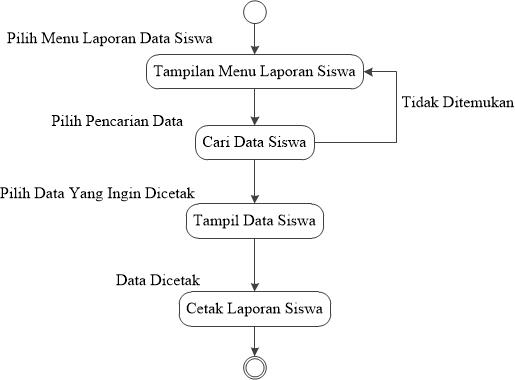 Pilih Menu Laporan Data Siswa
Tampilan Menu Laporan Siswa
Tidak Ditemukan
Pilih Pencarian Data
Cari Data Siswa
Pilih Data Yang Ingin Dicetak
Tampil Data Siswa
Data Dicetak
Cetak Laporan Siswa